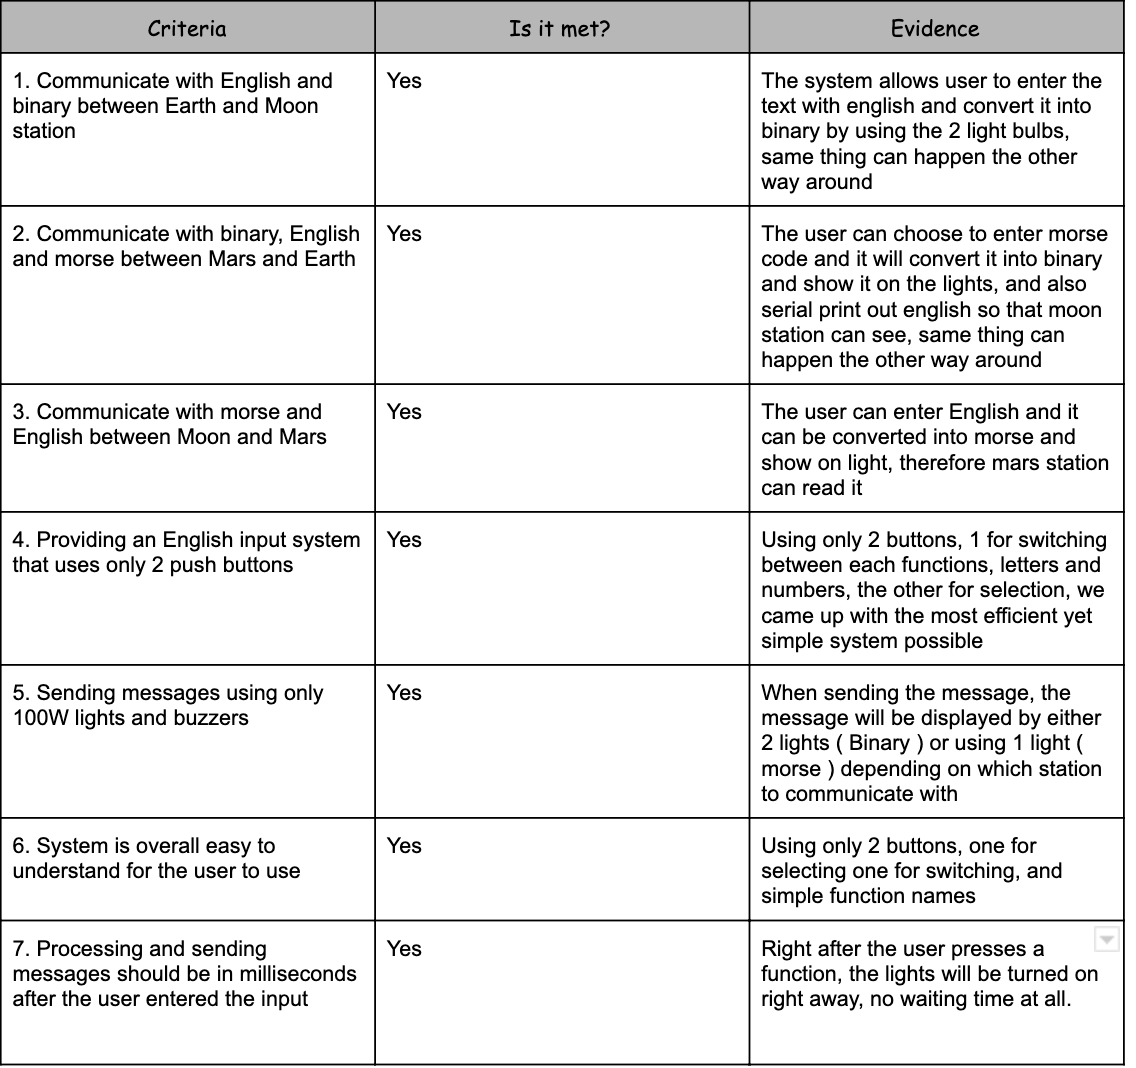 Criteria
Is it met?
Evidence
1. Communicate with English and
binary between Earth and Moon
station
Yes
The system allows user to enter the
text with english and convert it into
binary by using the 2 light bulbs,
same thing can happen the other
way around
2. Communicate with binary, English
and morse between Mars and Earth
Yes
The user can choose to enter morse
code and it will convert it into binary
and show it on the lights, and also
serial print out english so that moon
station can see, same thing can
happen the other way around
3. Communicate with morse and
English between Moon and Mars
Yes
The user can enter English and it
can be converted into morse and
show on light, therefore mars station
can read it
4. Providing an English input system
that uses only 2 push buttons
Yes
Using only 2 buttons, 1 for switching
between each functions, letters and
numbers, the other for selection, we
came up with the most efficient yet
simple system possible
5. Sending messages using only
100W lights and buzzers
Yes
When sending the message, the
message will be displayed by either
2 lights ( Binary ) or using 1 light (
morse ) depending on which station
to communicate with
6. System is overall easy to
understand for the user to use
Yes
Using only 2 buttons, one for
selecting one for switching, and
simple function names
7. Processing and sending
messages should be in milliseconds
after the user entered the input
Yes
Right after the user presses a
function, the lights will be turned on
right away, no waiting time at all.